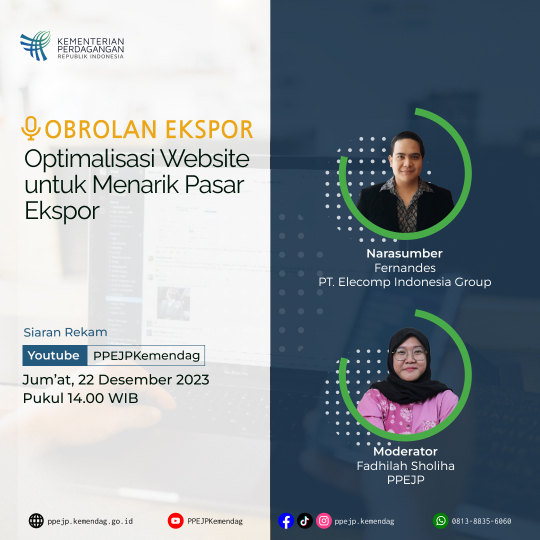 KEMENTERIAN
PERDAGANGAN
REPUBLIK INDONESIA
OBROLAN EKSPOR
Optimalisasi Website
untuk Menarik Pasar
Ekspor
Narasumber
Fernandes
PT. Elecomp Indonesia Group
Siaran Rekam
Youtube PPEJPKemendag
Jum'at, 22 Desember 2023
Pukul 14.00 WIB
Moderator
Fadhilah Sholiha
PPEJP
ppejp.kemendag.go.id PPEJPKemendag ppejp.kemendag 0813-8835-6060